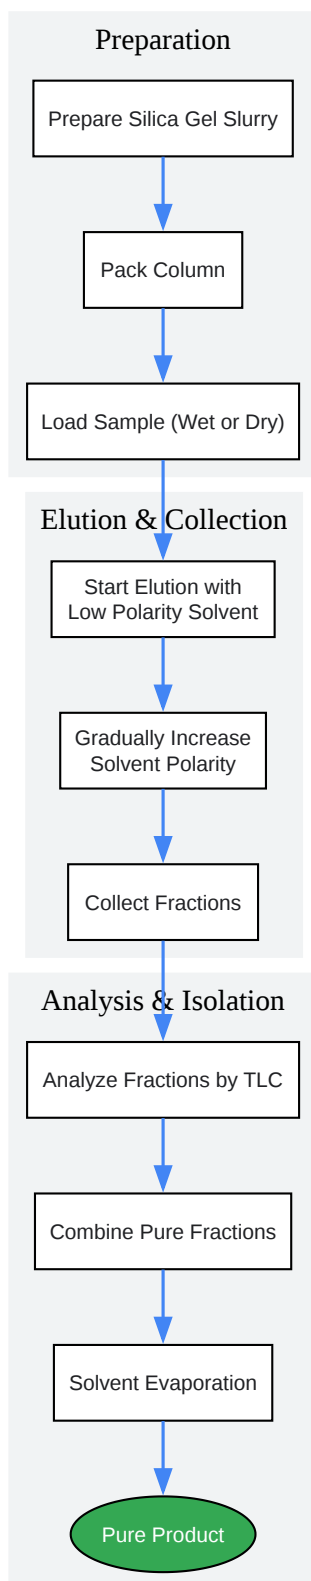 Preparation
Prepare Silica Gel Slurry
Pack Column
Load Sample (Wet or Dry)
Elution & Collection
Start Elution with
Low Polarity Solvent
Gradually Increase
Solvent Polarity
Collect Fractions
Analysis & Isolation
Analyze Fractions by TLC
Combine Pure Fractions
Solvent Evaporation
Pure Product